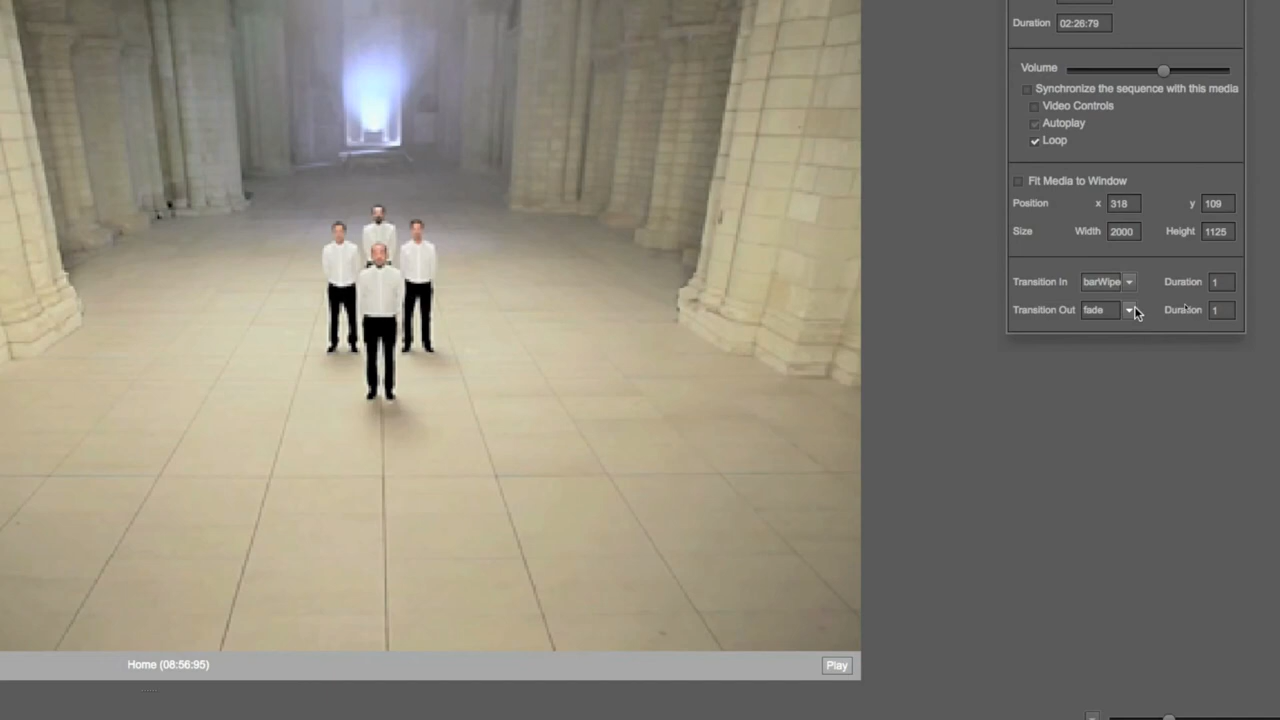 Duration 02:26:79
Volume
Synchronize the sequence with this media
Video Controls
Autoplay
Loop
Fit Media to Window
Position x 318 y 109
Size Width 2000 Height 1125
Transition In barWipe Duration 1
Transition Out fade Duration 1
Home (08:56:95) Play